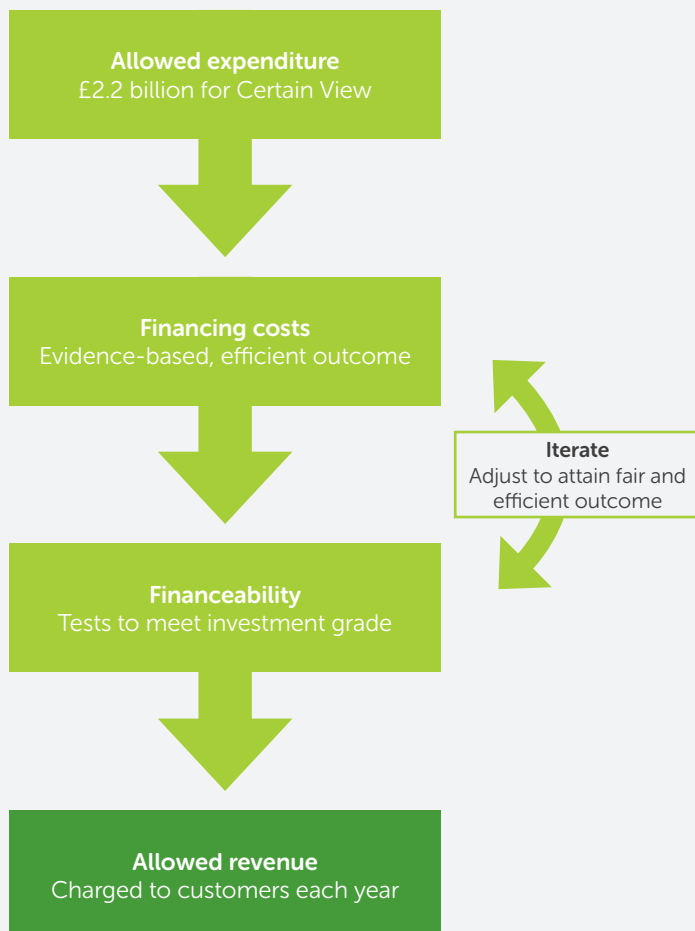 Allowed expenditure
£2.2 billion for Certain View
Financing costs
Evidence-based, efficient outcome
Iterate
Adjust to attain fair and
efficient outcome
Financeability
Tests to meet investment grade
Allowed revenue
Charged to customers each year